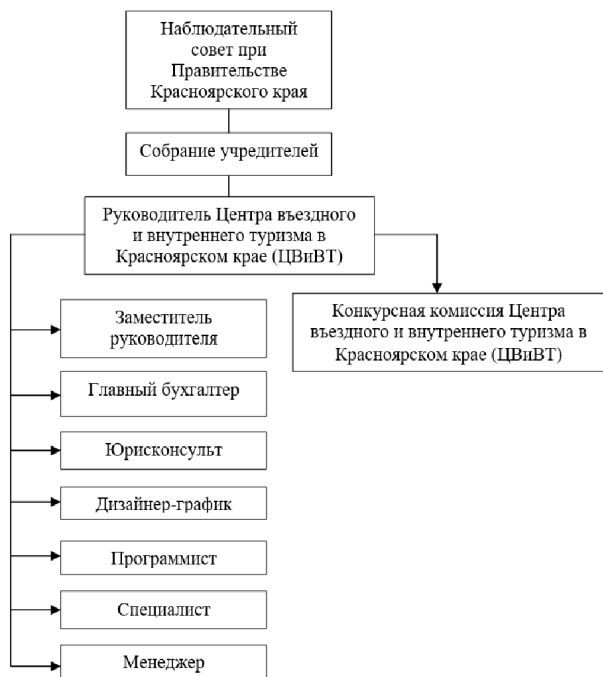 Наблюдательный
совет при
Правительстве
Красноярского края
Собрание учредителей
Руководитель Центра въездного
и внутреннего туризма в
Красноярском крае (ЦВиВТ)
Конкурсная комиссия Центра
въездного и внутреннего туризма в
Красноярском крае (ЦВиВТ)
Заместитель
руководителя
Главный бухгалтер
Юрисконсульт
Дизайнер-график
Программист
Специалист
Менеджер